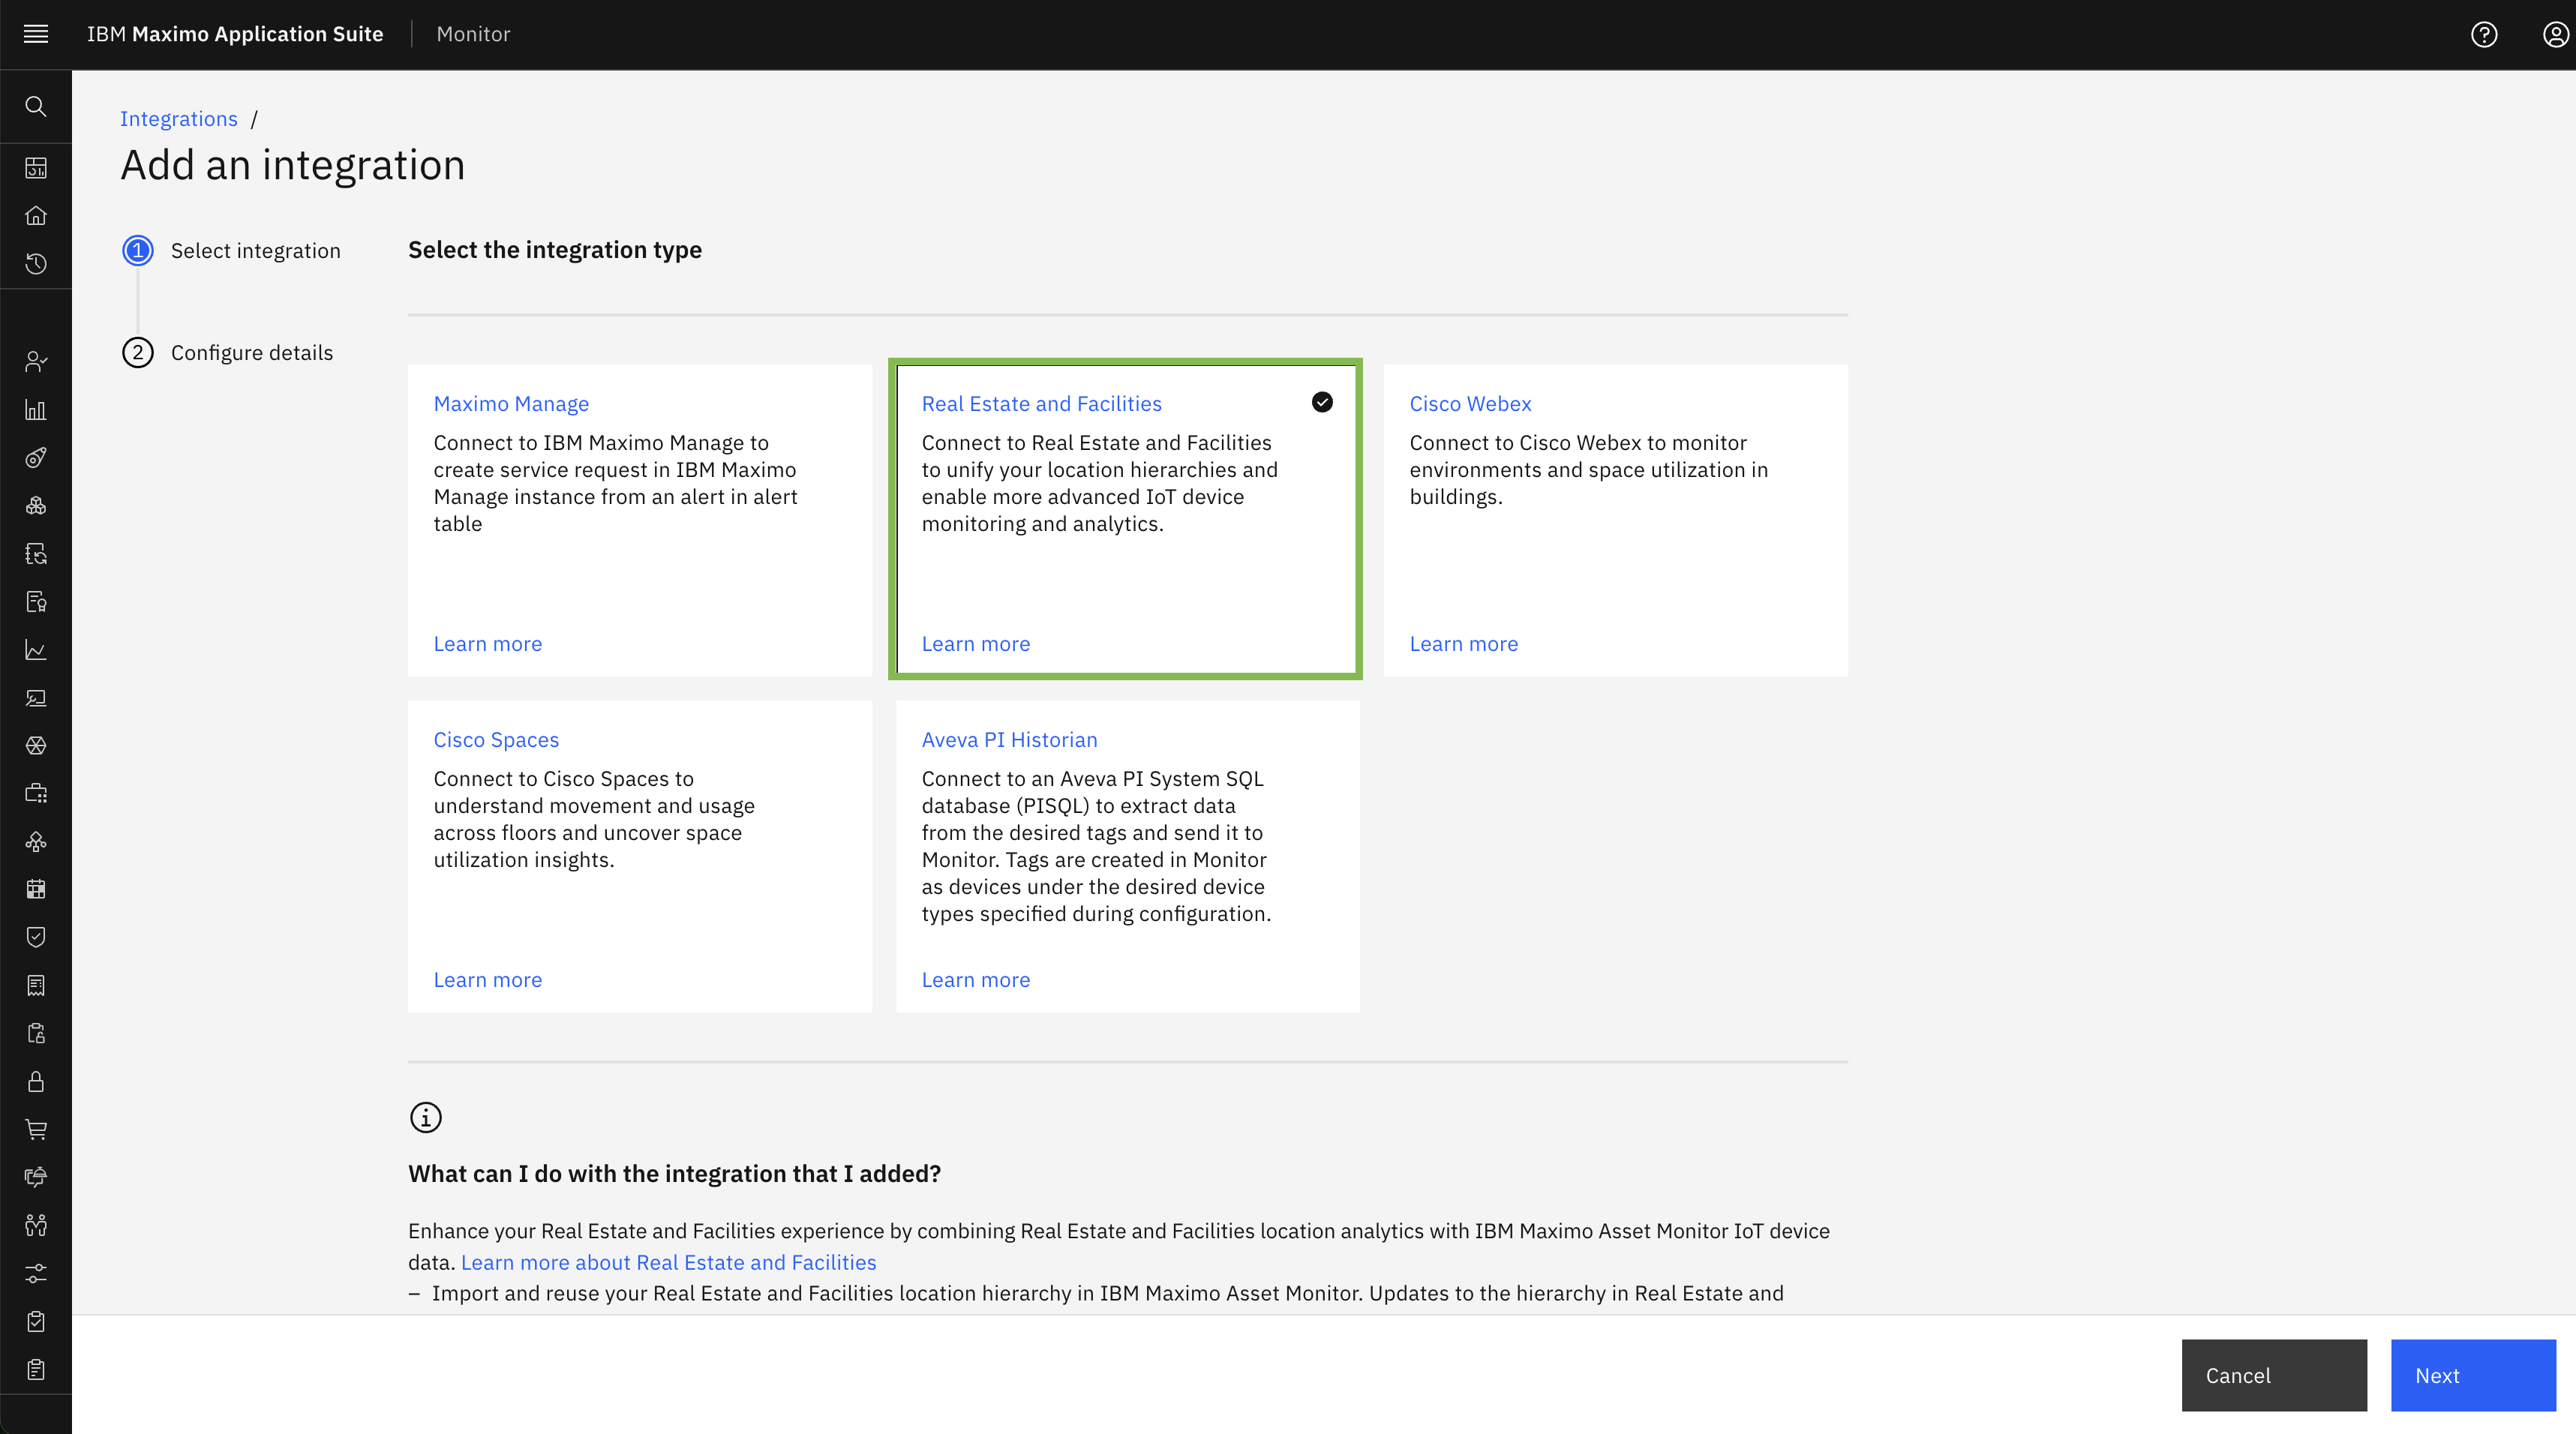 IBM Maximo Application Suite
Monitor
Integrations /
Add an integration
1 Select integration
2 Configure details
Select the integration type
Maximo Manage
Connect to IBM Maximo Manage to
create service request in IBM Maximo
Manage instance from an alert in alert
table
Learn more
Real Estate and Facilities
Connect to Real Estate and Facilities
to unify your location hierarchies and
enable more advanced IoT device
monitoring and analytics.
Learn more
Cisco Webex
Connect to Cisco Webex to monitor
environments and space utilization in
buildings.
Learn more
Cisco Spaces
Connect to Cisco Spaces to
understand movement and usage
across floors and uncover space
utilization insights.
Learn more
Aveva PI Historian
Connect to an Aveva PI System SQL
database (PISQL) to extract data
from the desired tags and send it to
Monitor. Tags are created in Monitor
as devices under the desired device
types specified during configuration.
Learn more
What can I do with the integration that I added?
Enhance your Real Estate and Facilities experience by combining Real Estate and Facilities location analytics with IBM Maximo Asset Monitor IoT device
data. Learn more about Real Estate and Facilities
– Import and reuse your Real Estate and Facilities location hierarchy in IBM Maximo Asset Monitor. Updates to the hierarchy in Real Estate and
Cancel
Next